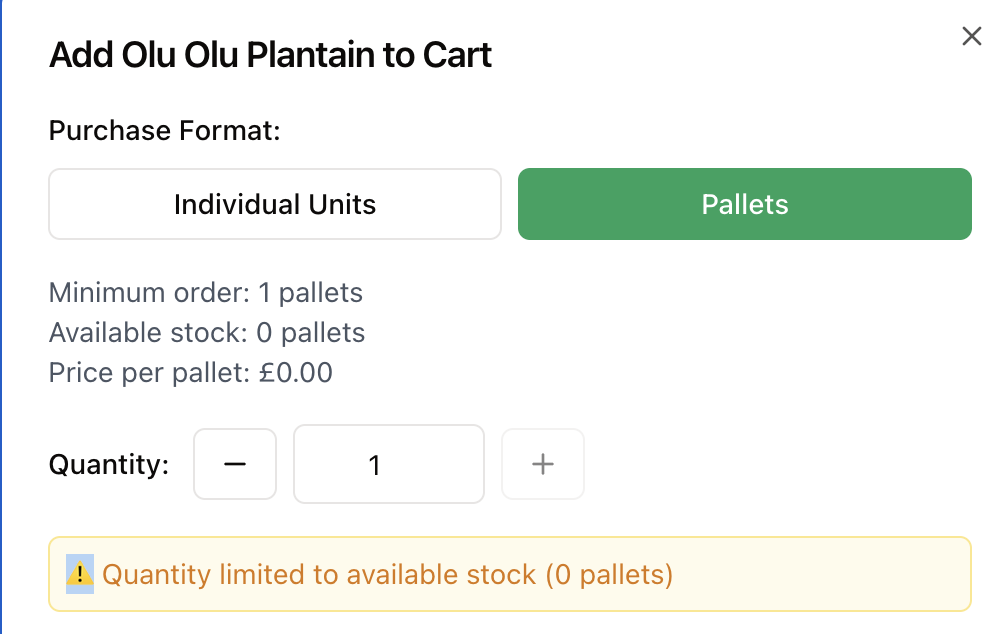 Add Olu Olu Plantain to Cart
Purchase Format:
Individual Units
Pallets
Minimum order: 1 pallets
Available stock: 0 pallets
Price per pallet: £0.00
Quantity:
1
⚠️ Quantity limited to available stock (0 pallets)